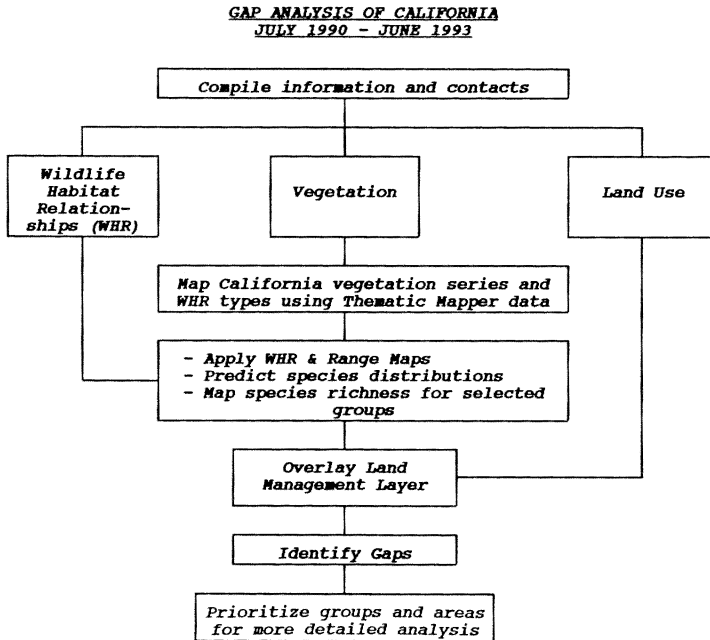 GAP ANALYSIS OF CALIFORNIA
JULY 1990 - JUNE 1993
Compile information and contacts
Wildlife
Habitat
Relation-
ships (WHR)
Vegetation
Land Use
Map California vegetation series and
WHR types using Thematic Mapper data
- Apply WHR & Range Maps
- Predict species distributions
- Map species richness for selected
groups
Overlay Land
Management Layer
Identify Gaps
Prioritize groups and areas
for more detailed analysis